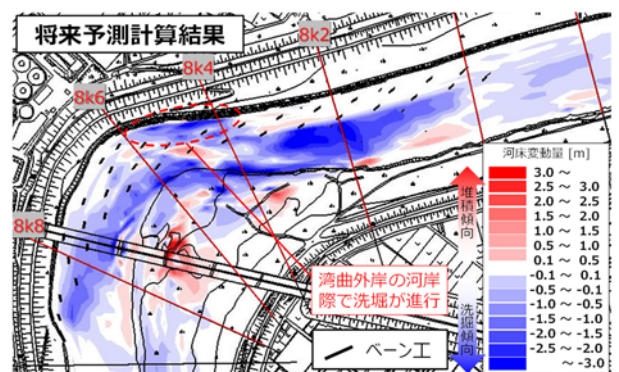 将来予測計算結果
8k2
8k4
8k6
8k8
湾曲外岸の河岸
際で洗堀が進行
ベーン工
河床変動量 [m]
堆積傾向
洗掘傾向
3.0 ～
2.5 ～ 3.0
2.0 ～ 2.5
1.5 ～ 2.0
1.0 ～ 1.5
0.5 ～ 1.0
0.1 ～ 0.5
-0.1 ～ 0.1
-0.5 ～ -0.1
-1.0 ～ -0.5
-1.5 ～ -1.0
-2.0 ～ -1.5
-2.5 ～ -2.0
～ -3.0